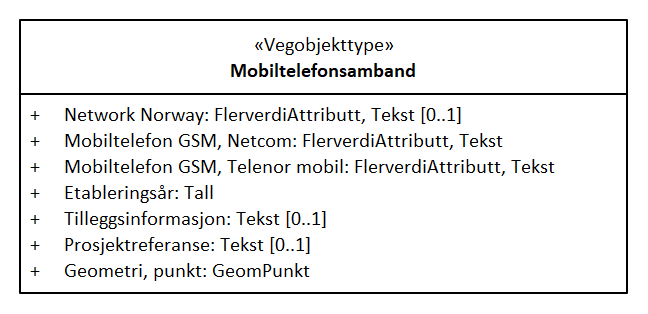 «Vegobjekttype»
Mobiltelefonsamband
+ Network Norway: FlerverdiAttributt, Tekst [0..1]
+ Mobiltelefon GSM, Netcom: FlerverdiAttributt, Tekst
+ Mobiltelefon GSM, Telenor mobil: FlerverdiAttributt, Tekst
+ Etableringsår: Tall
+ Tilleggsinformasjon: Tekst [0..1]
+ Prosjektreferanse: Tekst [0..1]
+ Geometri, punkt: GeomPunkt